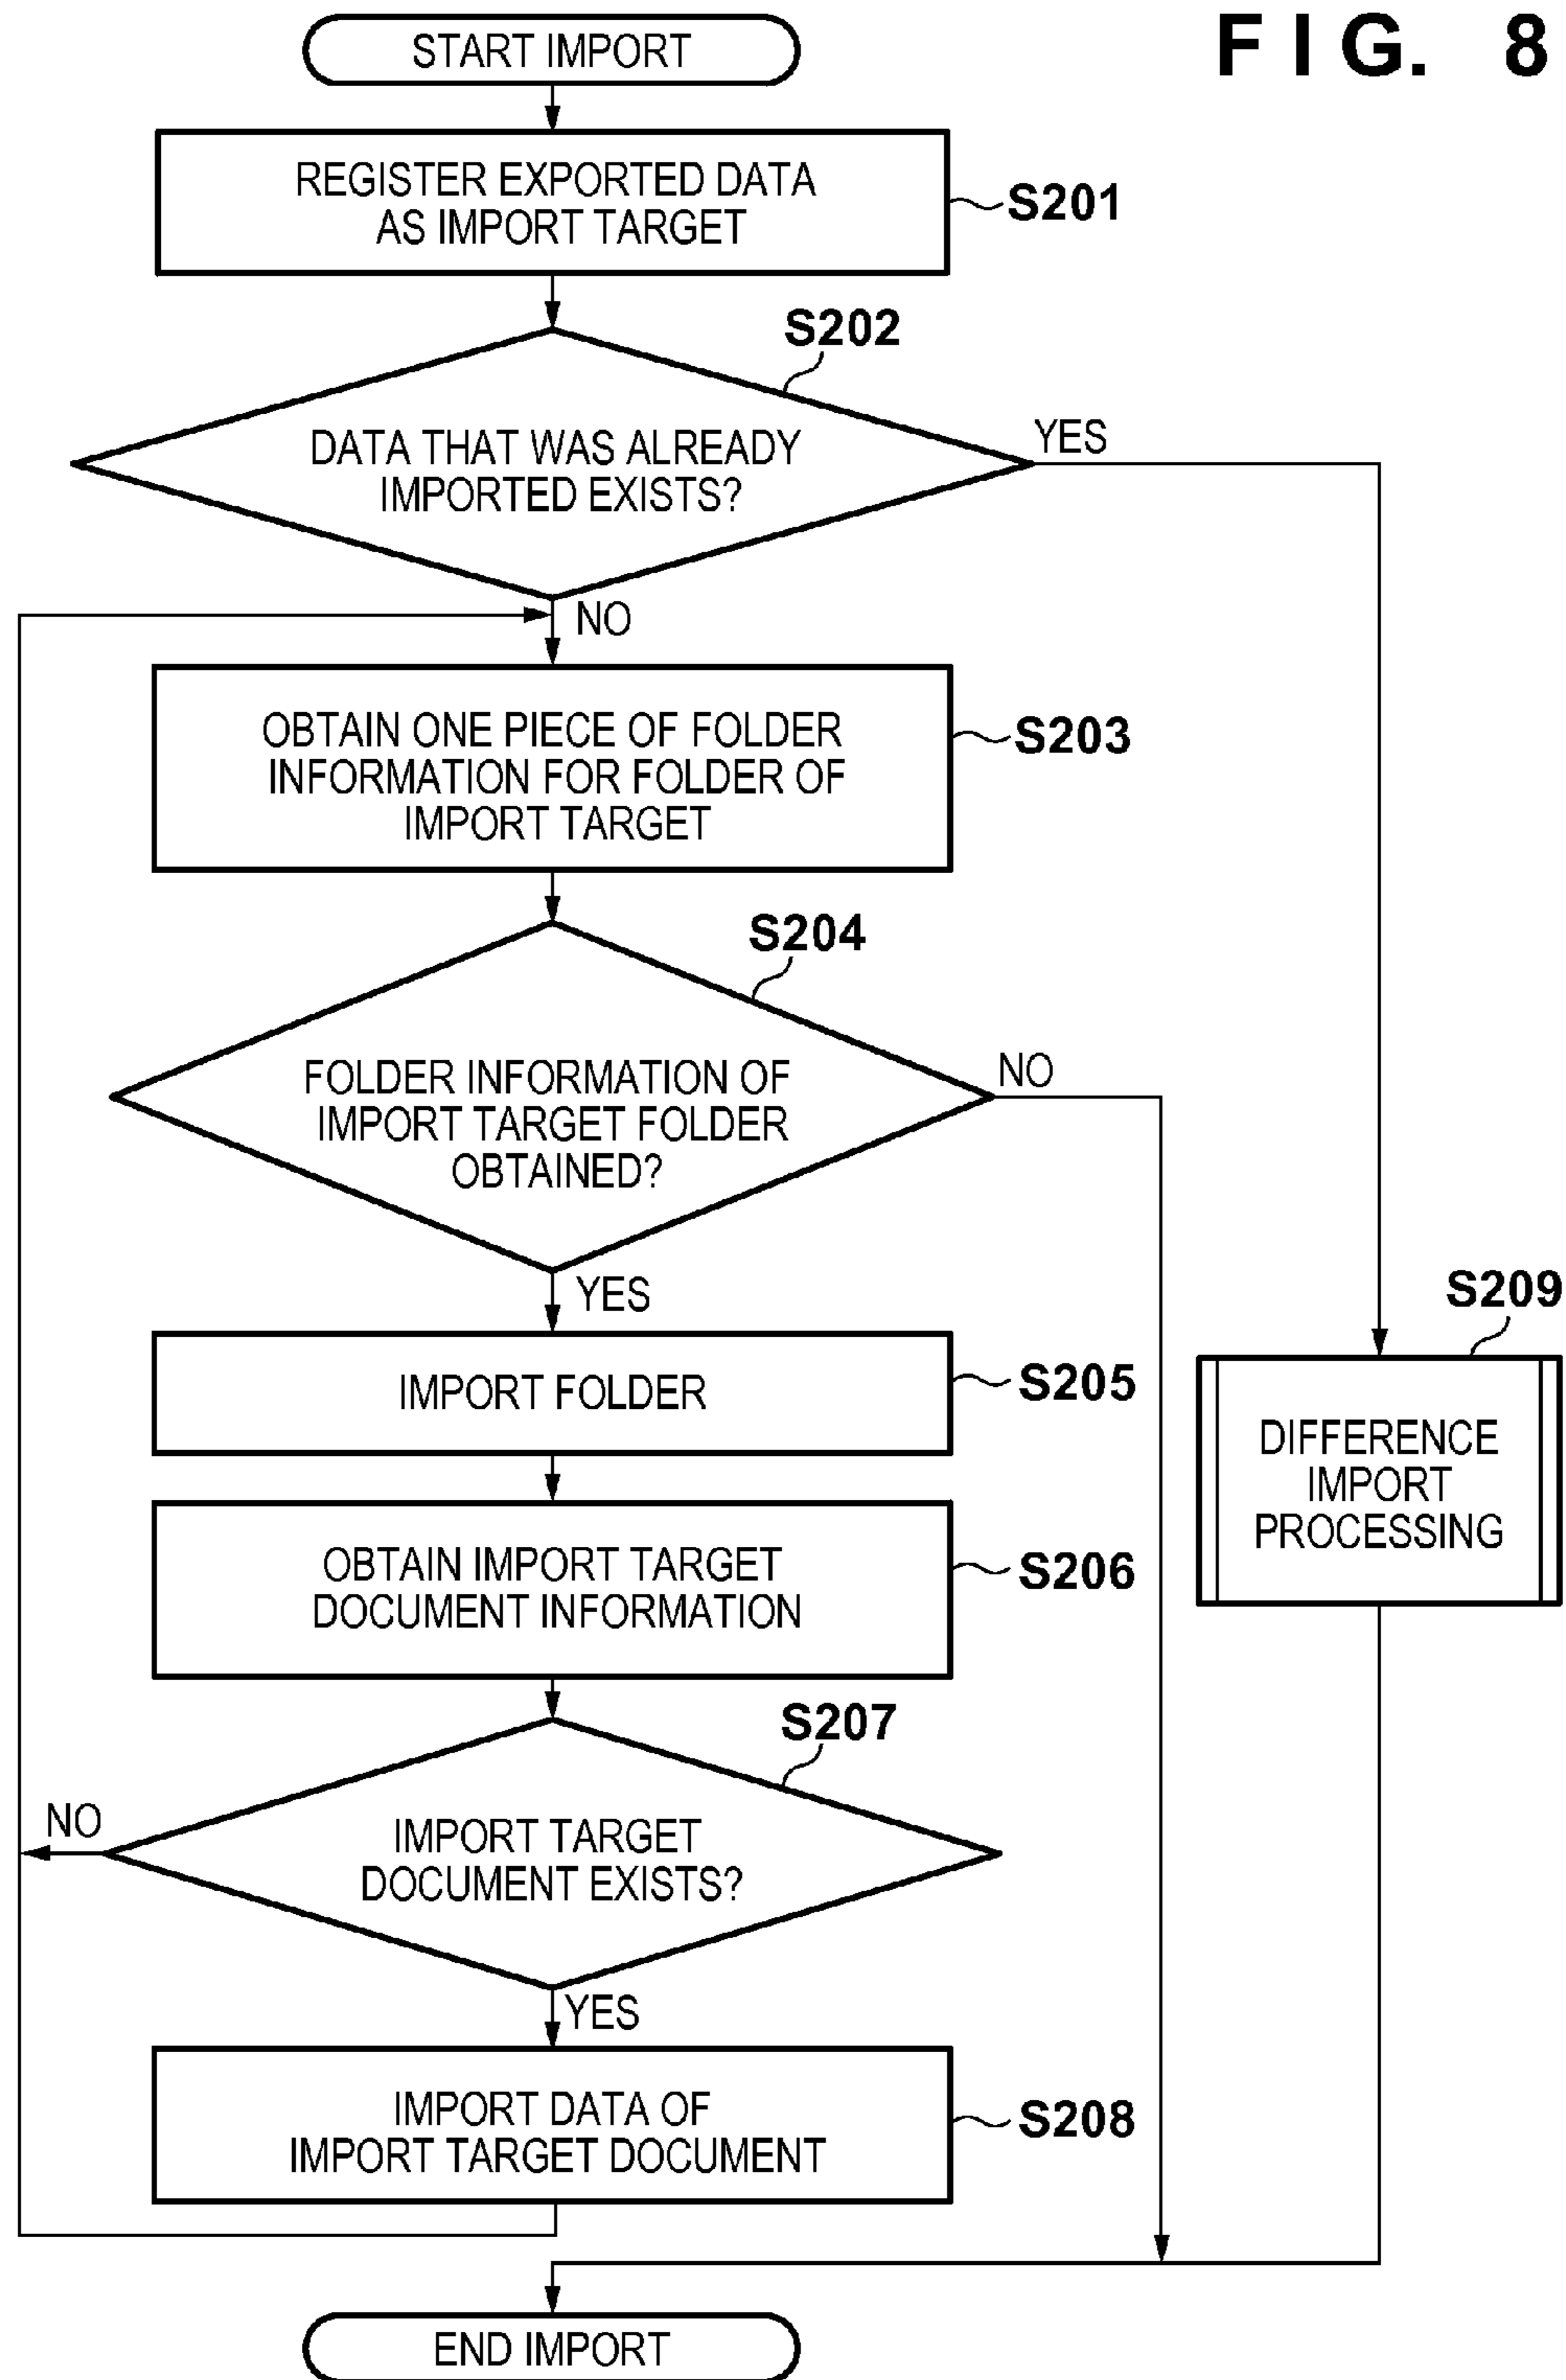 FIG. 8
START IMPORT
REGISTER EXPORTED DATA
AS IMPORT TARGET
S201
S202
DATA THAT WAS ALREADY
IMPORTED EXISTS?
YES
NO
OBTAIN ONE PIECE OF FOLDER
INFORMATION FOR FOLDER OF
IMPORT TARGET
S203
S204
FOLDER INFORMATION OF
IMPORT TARGET FOLDER
OBTAINED?
NO
YES
IMPORT FOLDER
S205
S209
DIFFERENCE
IMPORT
PROCESSING
OBTAIN IMPORT TARGET
DOCUMENT INFORMATION
S206
S207
IMPORT TARGET
DOCUMENT EXISTS?
NO
YES
IMPORT DATA OF
IMPORT TARGET DOCUMENT
S208
END IMPORT